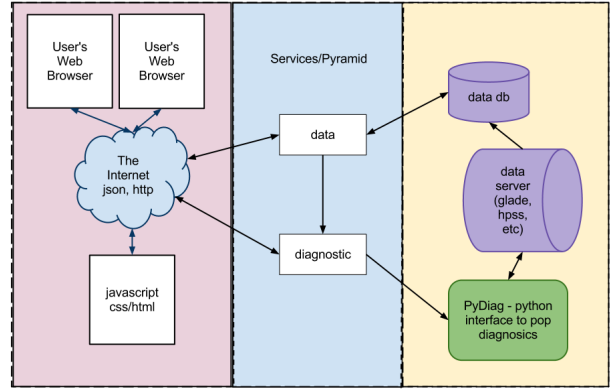 User's
Web
Browser
User's
Web
Browser
The
Internet
json, http
javascript
css/html
Services/Pyramid
data
diagnostic
data db
data
server
(glade,
hpss,
etc)
PyDiag - python
interface to pop
diagnosics